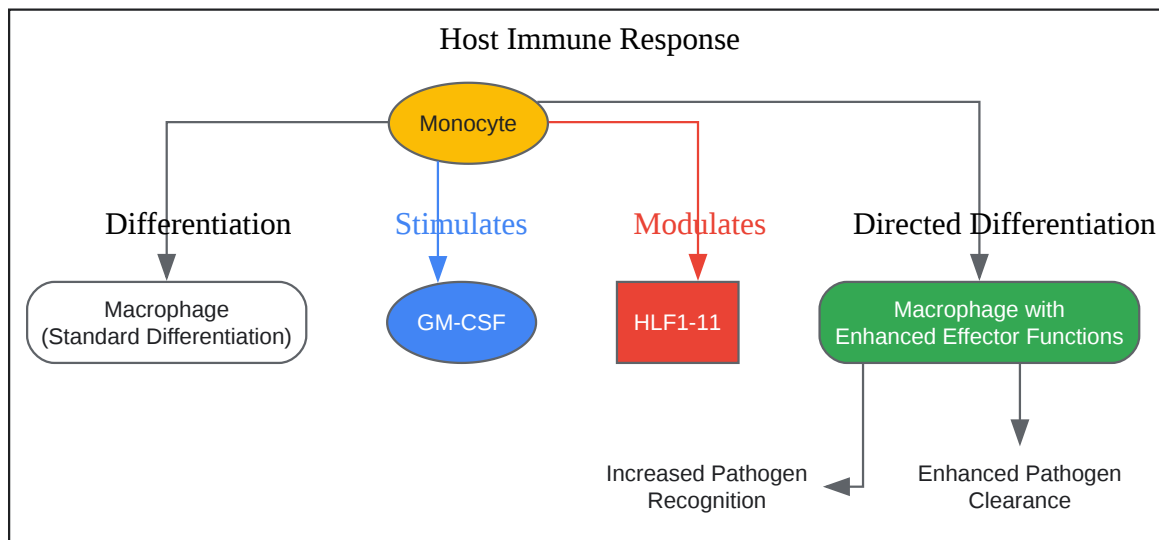 Host Immune Response
Monocyte
Differentiation
Stimulates
Modulates
Directed Differentiation
Macrophage
(Standard Differentiation)
GM-CSF
HLF1-11
Macrophage with
Enhanced Effector Functions
Increased Pathogen
Recognition
Enhanced Pathogen
Clearance